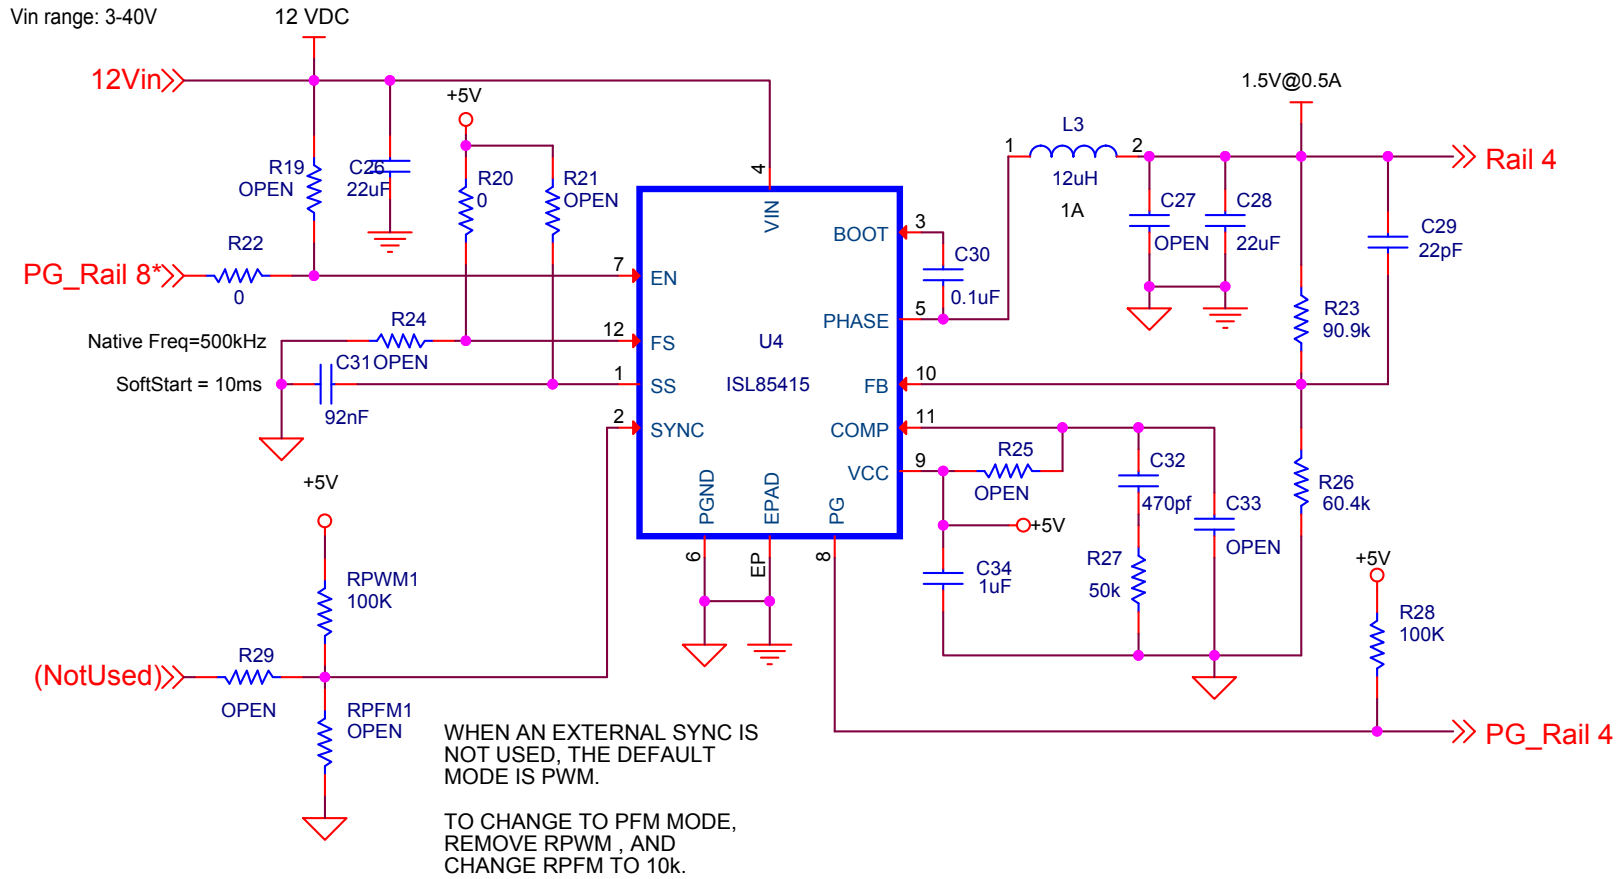 Vin range: 3-40V
12 VDC
12Vin
+5V
1.5V@0.5A
L3
1
2
12uH
1A
Rail 4
R19
OPEN
C26
22uF
R20
0
R21
OPEN
4
VIN
C27
OPEN
C28
22uF
C29
22pF
BOOT
3
C30
0.1uF
R22
0
PG_Rail 8*
7
EN
PHASE
5
R23
90.9k
R24
OPEN
Native Freq=500kHz
12
FS
U4
ISL85415
C31
92nF
SoftStart = 10ms
1
SS
FB
10
2
SYNC
COMP
11
R25
OPEN
VCC
9
C32
470pf
C33
OPEN
R26
60.4k
PGND
EPAD
PG
6
EP
8
+5V
+5V
C34
1uF
R27
50k
+5V
R28
100K
RPWM1
100K
R29
OPEN
(NotUsed)
RPFM1
OPEN
PG_Rail 4
WHEN AN EXTERNAL SYNC IS
NOT USED, THE DEFAULT
MODE IS PWM.
TO CHANGE TO PFM MODE,
REMOVE RPWM , AND
CHANGE RPFM TO 10k.